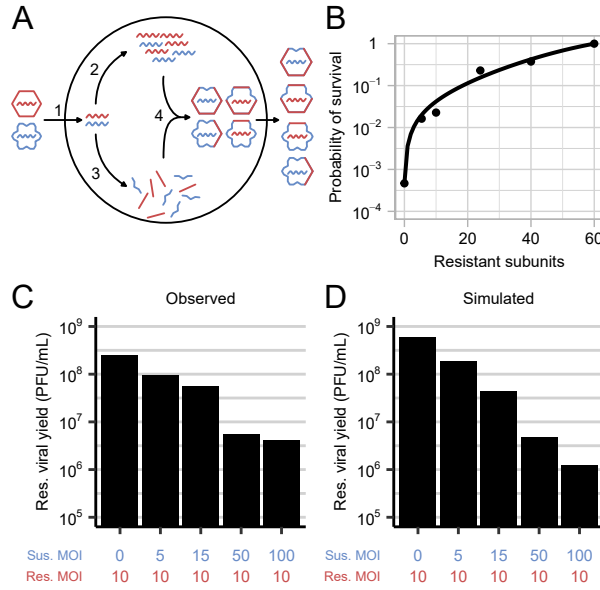 A
1
2
3
4
B
Probability of survival
1
10⁻¹
10⁻²
10⁻³
10⁻⁴
0 20 40 60
Resistant subunits
C
Observed
Res. viral yield (PFU/mL)
10⁹
10⁸
10⁷
10⁶
10⁵
Sus. MOI 0 5 15 50 100
Res. MOI 10 10 10 10 10
D
Simulated
Res. viral yield (PFU/mL)
10⁹
10⁸
10⁷
10⁶
10⁵
Sus. MOI 0 5 15 50 100
Res. MOI 10 10 10 10 10